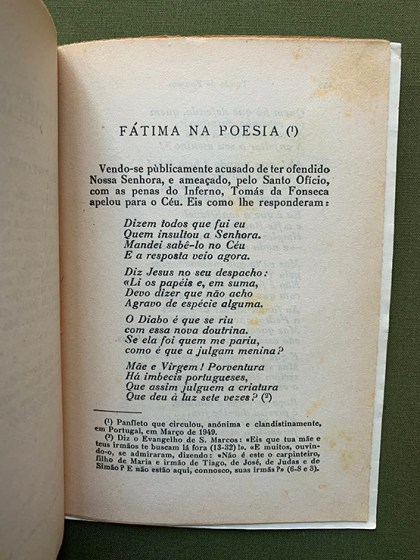 FÁTIMA NA POESIA (¹)
Vendo-se pùblicamente acusado de ter ofendido
Nossa Senhora, e ameaçado, pelo Santo Ofício,
com as penas do Inferno, Tomás da Fonseca
apelou para o Céu. Eis como lhe responderam:
Dizem todos que fui eu
Quem insultou a Senhora.
Mandei sabê-lo no Céu
E a resposta veio agora.
Diz Jesus no seu despacho:
«Li os papéis e, em suma,
Devo dizer que não acho
Agravo de espécie alguma.
O Diabo é que se riu
com essa nova doutrina.
Se ela foi quem me pariu,
como é que a julgam menina?
Mãe e Virgem! Porventura
Há imbecis portugueses,
Que assim julguem a criatura
Que deu à luz sete vezes? (²)
(¹) Panfleto que circulou, anónima e clandistinamente,
em Portugal, em Março de 1949.
(²) Diz o Evangelho de S. Marcos: «Eis que tua mãe e
teus irmãos te buscam lá fora (13-32) !». «E muitos, ouvin-
do-o, se admiraram, dizendo: «Não é este o carpinteiro,
filho de Maria e irmão de Tiago, de José, de Judas e de
Simão? E não estão aqui, connosco, suas irmãs?» (6-8 e 3).